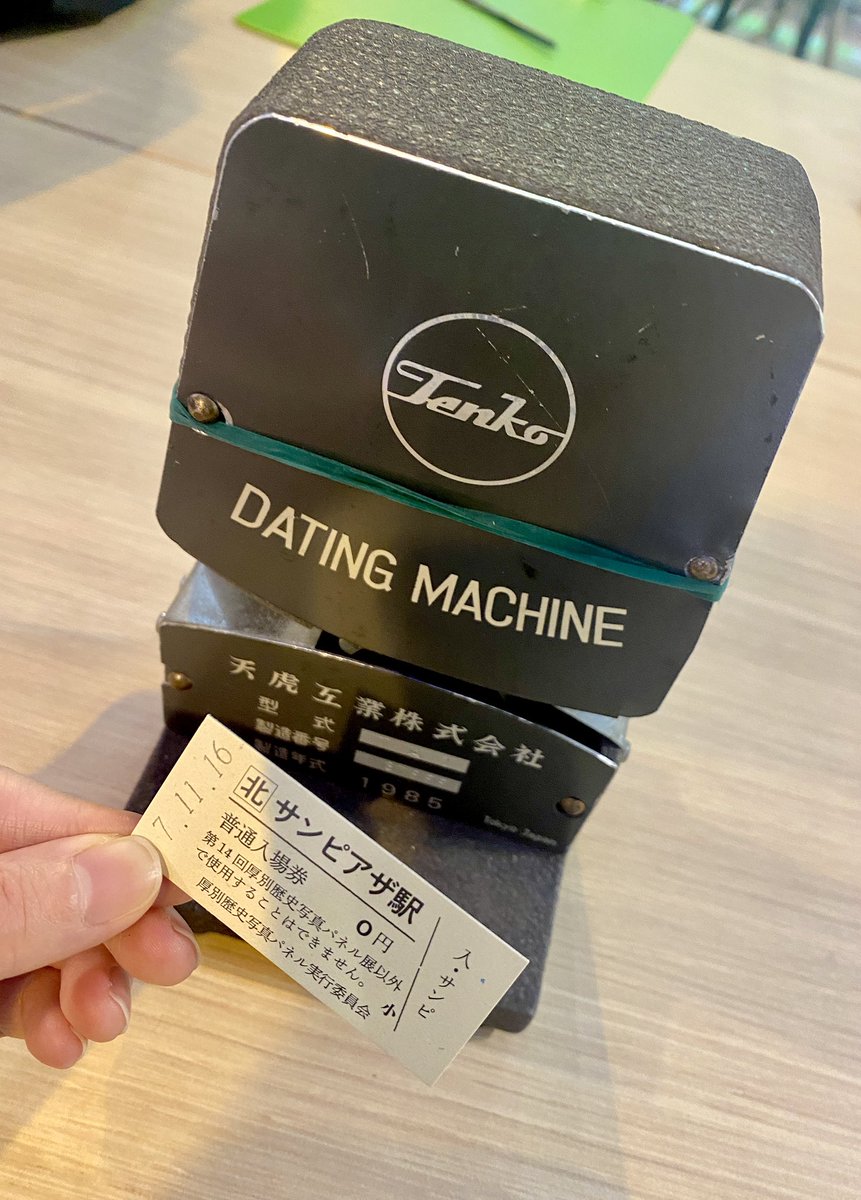 Tenko
DATING MACHINE
天虎工業株式会社
型式
製造番号
製造年式
1985
Tokyo Japan
7.11.16
北 サンピアザ駅
普通入場券
0円
第14回厚別歴史写真パネル展以外
で使用することはできません。
厚別歴史写真パネル実行委員会
小
入・サンピ